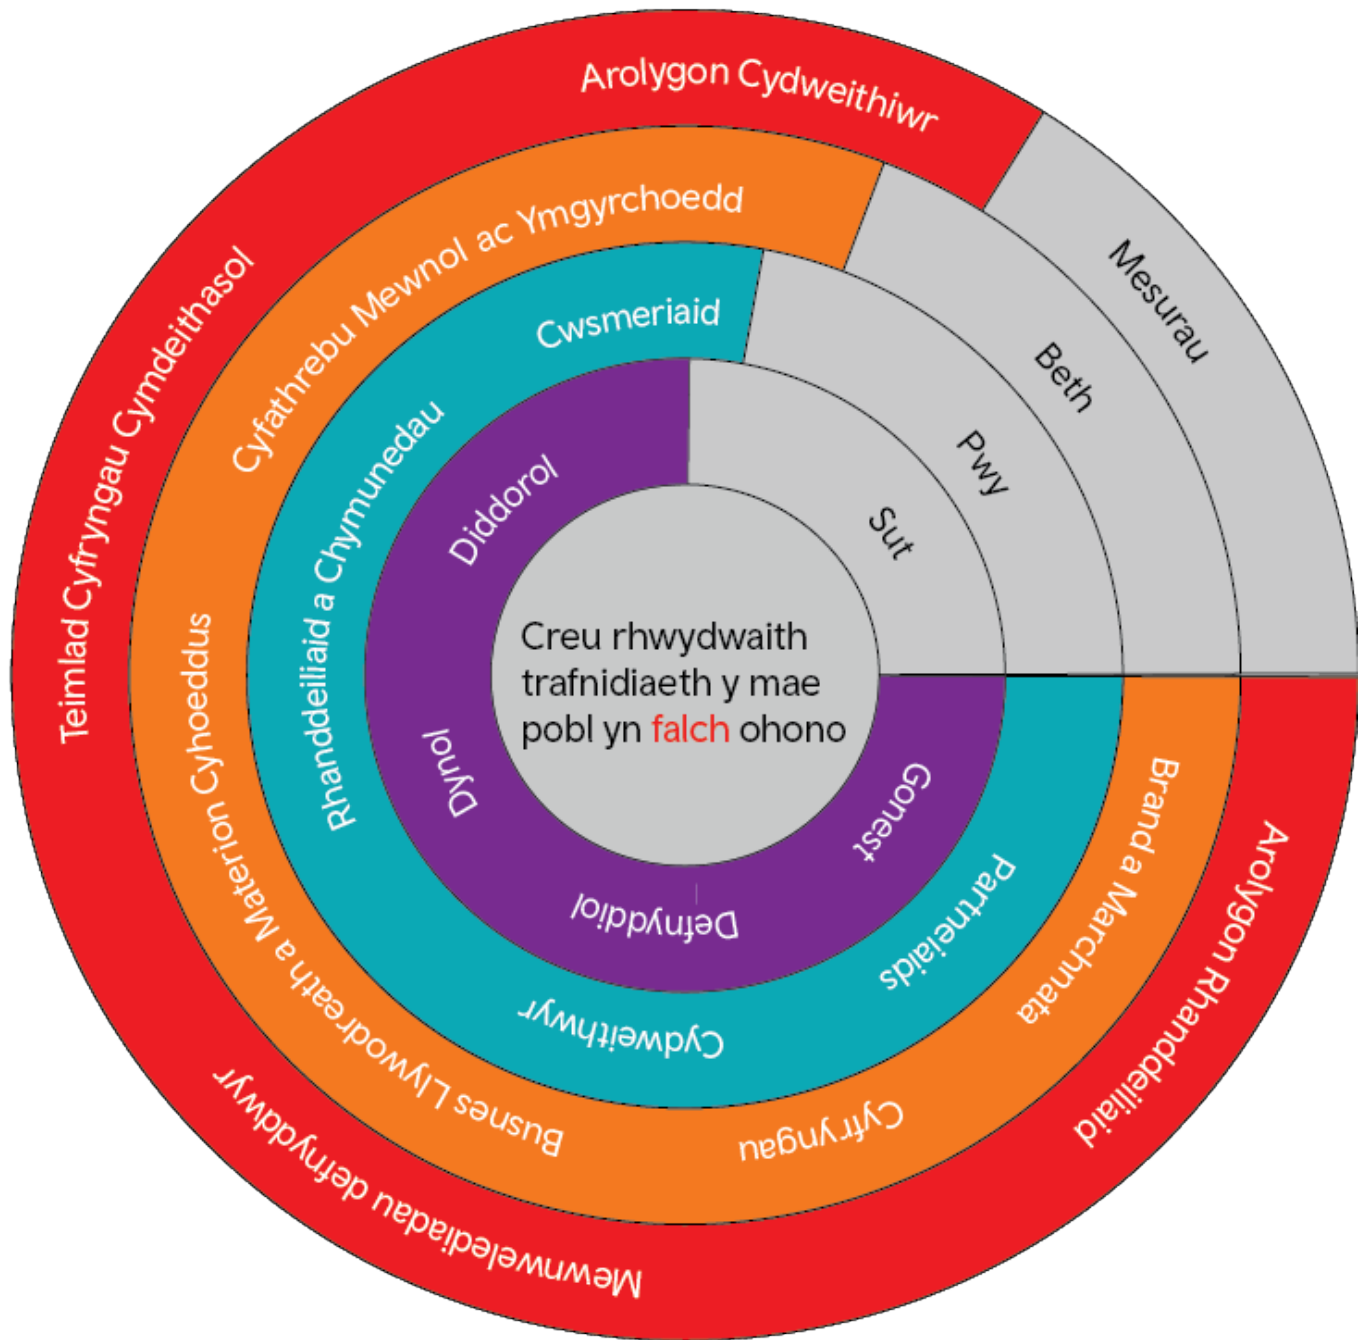 Creu rhwydwaith
trafnidiaeth y mae
pobl yn falch ohono
Sut
Gonest
Defnyddiol
Dynol
Diddorol
Pwy
Partneiaids
Cydweithwyr
Rhanddeiliaid a Chymunedau
Cwsmeriaid
Beth
Brand a Marchnata
Cyfryngau
Busnes Llywodreath a Materion Cyhoeddus
Cyfathrebu Mewnol ac Ymgyrchoedd
Mesurau
Arolygon Rhanddeiliaid
Mewnwelediadau defnyddwyr
Teimlad Cyfryngau Cymdeithasol
Arolygon Cydweithiwr